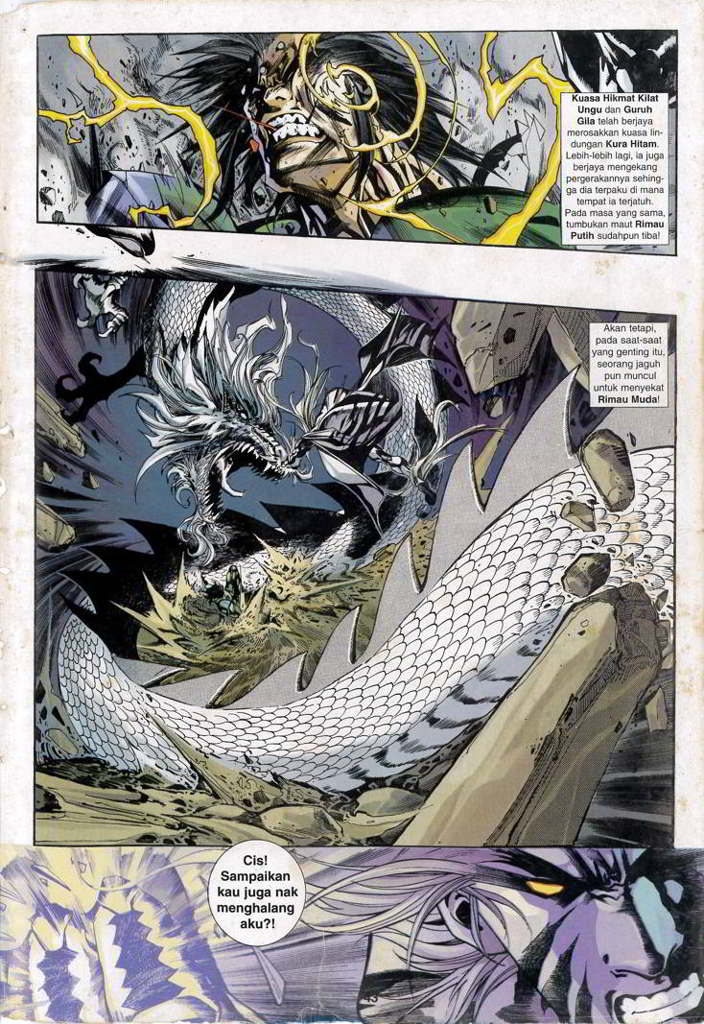 Kuasa Hikmat Kilat
Ungu dan Guruh
Gila telah berjaya
merosakkan kuasa lin-
dungan Kura Hitam.
Lebih-lebih lagi, ia juga
berjaya mengekang
pergerakannya sehing-
ga dia terpaku di mana
tempat ia terjatuh.
Pada masa yang sama,
tumbukan maut Rimau
Putih sudahpun tiba!
Akan tetapi,
pada saat-saat
yang genting itu,
seorang jaguh
pun muncul
untuk menyekat
Rimau Muda!
Cis!
Sampaikan
kau juga nak
menghalang
aku?!